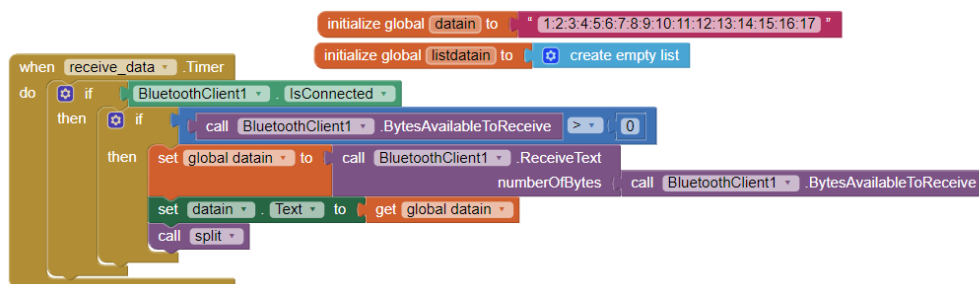 initialize global datain to " 1:2:3:4:5:6:7:8:9:10:11:12:13:14:15:16:17 "
initialize global listdatain to create empty list
when receive_data .Timer
do if BluetoothClient1 . IsConnected
then if call BluetoothClient1 .BytesAvailableToReceive > 0
then set global datain to call BluetoothClient1 .ReceiveText
numberOfBytes call BluetoothClient1 .BytesAvailableToReceive
set datain . Text to get global datain
call split